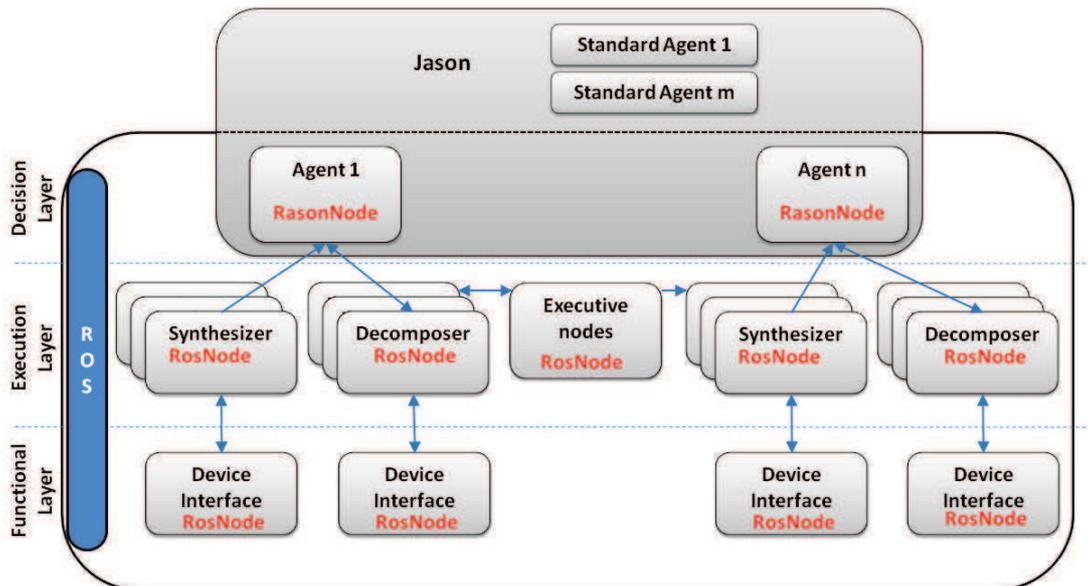 Jason
Standard Agent 1
Standard Agent m
Decision
Layer
Agent 1
RasonNode
Agent n
RasonNode
Execution
Layer
R
O
S
Synthesizer
RosNode
Decomposer
RosNode
Executive
nodes
RosNode
Synthesizer
RosNode
Decomposer
RosNode
Functional
Layer
Device
Interface
RosNode
Device
Interface
RosNode
Device
Interface
RosNode
Device
Interface
RosNode